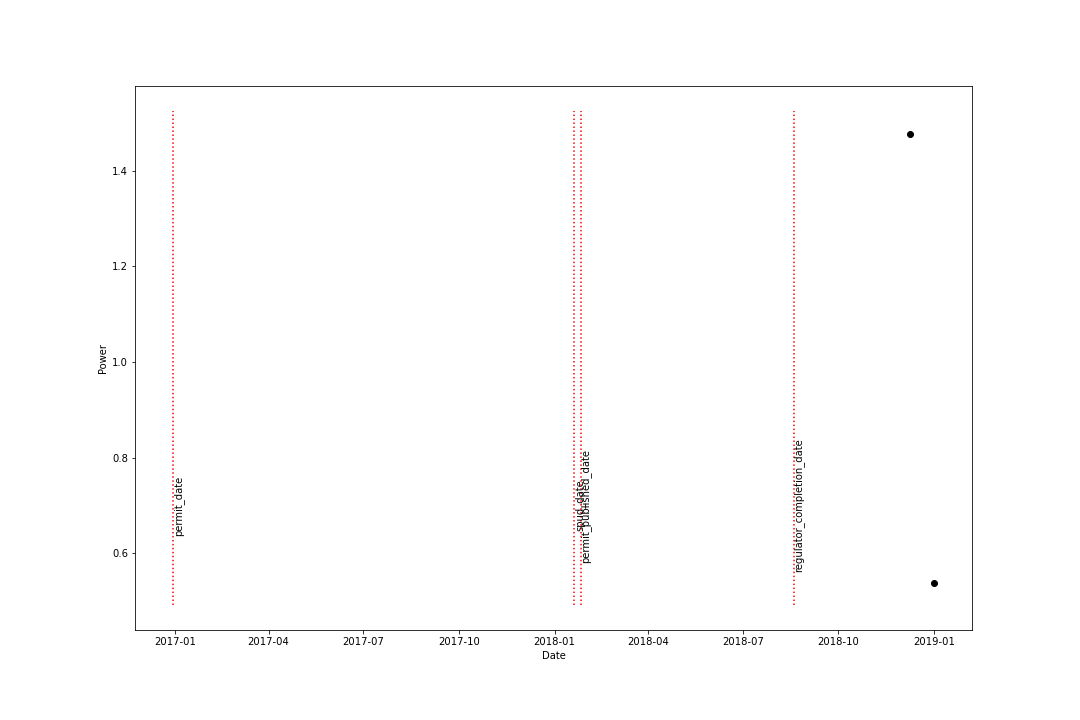 1.4
1.2
1.0
0.8
0.6
Power
permit_date
spud_date
permit_published_date
regulator_completion_date
2017-01
2017-04
2017-07
2017-10
2018-01
2018-04
2018-07
2018-10
2019-01
Date